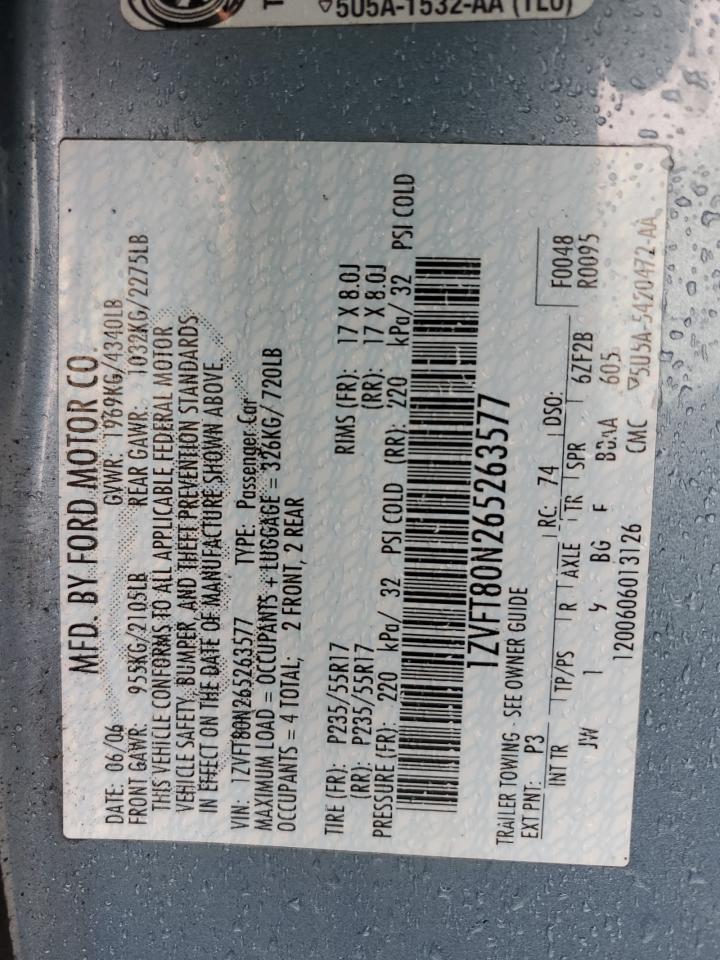 5U5A-1532-AA (TL0)
MFD. BY FORD MOTOR CO.
DATE: 06/06 GVWR: 1969KG/4340LB
FRONT GAWR: 955KG/2105LB REAR GAWR: 1032KG/2275LB
THIS VEHICLE CONFORMS TO ALL APPLICABLE FEDERAL MOTOR
VEHICLE SAFETY, BUMPER, AND THEFT PREVENTION STANDARDS
IN EFFECT ON THE DATE OF MANUFACTURE SHOWN ABOVE.
VIN: 1ZVFT80N265263577 TYPE: Passenger Car
MAXIMUM LOAD = OCCUPANTS + LUGGAGE = 326KG/ 720LB
OCCUPANTS = 4 TOTAL; 2 FRONT, 2 REAR
TIRE (FR): P235/55R17 RIMS (FR): 17 X 8.0J
(RR): P235/55R17 (RR): 17 X 8.0J
PRESSURE (FR): 220 kPa/ 32 PSI COLD (RR): 220 kPa/ 32 PSI COLD
1ZVFT80N265263577
TRAILER TOWING - SEE OWNER GUIDE
EXT PNT: P3 RC: 74 DSO: F0048
R0095
INT TR TP/PS R AXLE TR SPR 6ZF2B
JW 1 9 BG F BBAA 605
12006060 13126 CMC 5U5A-5420472-AA